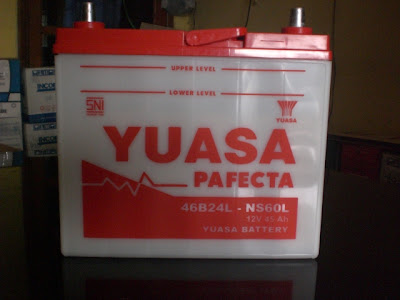 UPPER LEVEL
LOWER LEVEL
SNI
YUASA
YUASA
PAFECTA
46B24L - NS60L
12V 45 Ah
YUASA BATTERY